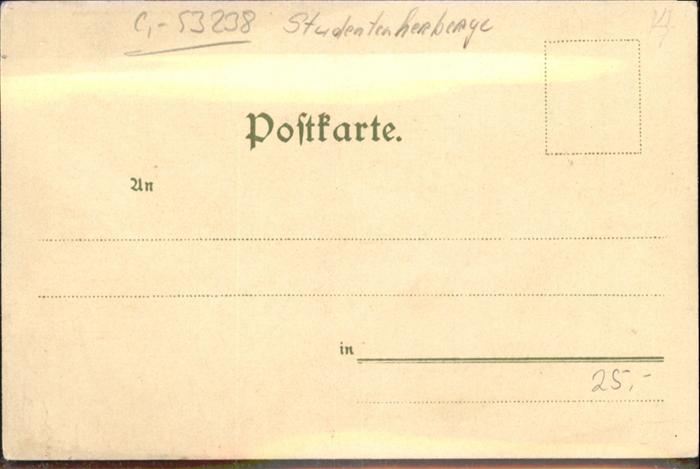 C,- 53238 Studentenherberge
Poſtkarte.
An
in
25,-